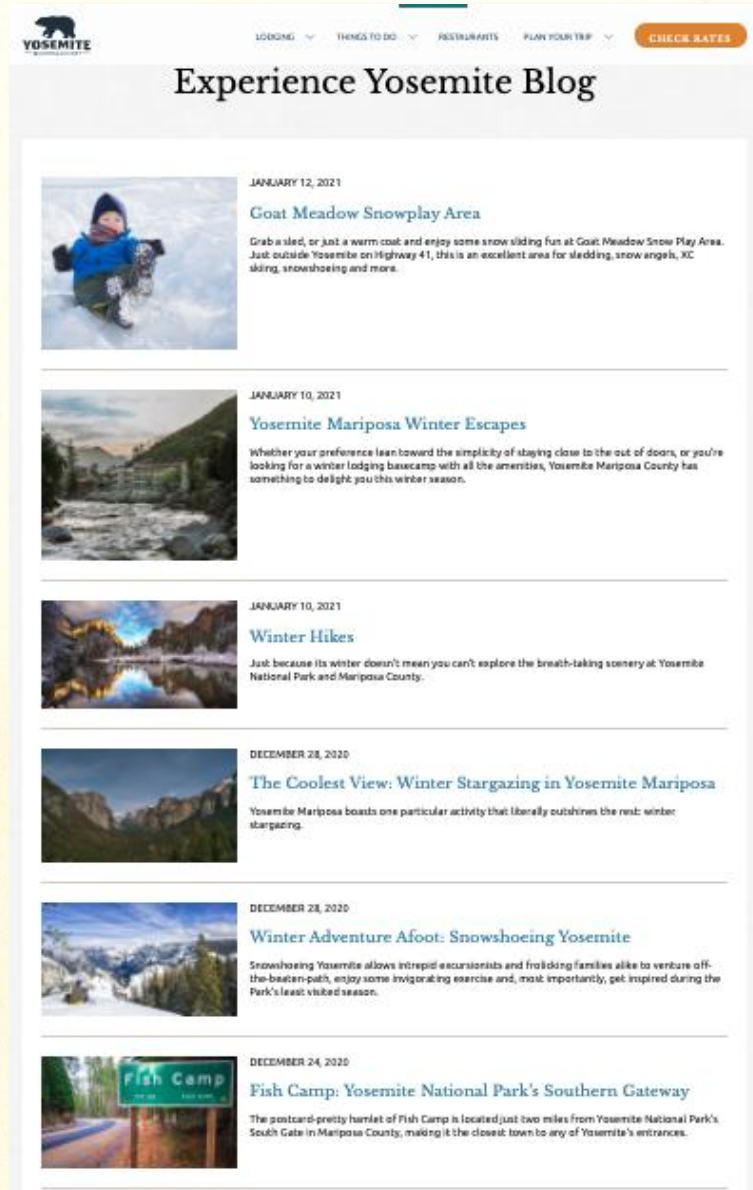 YOSEMITE
LODGING
THINGS TO DO
RESTAURANTS
PLAN YOUR TRIP
CHECK RATES
Experience Yosemite Blog
JANUARY 12, 2021
Goat Meadow Snowplay Area
Grab a sled, or just a warm coat and enjoy some snow sliding fun at Goat Meadow Snow Play Area.
Just outside Yosemite on Highway 41, this is an excellent area for sledding, snow angels, XC
skiing, snowshoeing and more.
JANUARY 10, 2021
Yosemite Mariposa Winter Escapes
Whether your preference lean toward the simplicity of staying close to the out of doors, or you're
looking for a winter lodging basecamp with all the amenities, Yosemite Mariposa County has
something to delight you this winter season.
JANUARY 10, 2021
Winter Hikes
Just because its winter doesn't mean you can't explore the breath-taking scenery at Yosemite
National Park and Mariposa County.
DECEMBER 28, 2020
The Coolest View: Winter Stargazing in Yosemite Mariposa
Yosemite Mariposa boasts one particular activity that literally outshines the rest: winter
stargazing.
DECEMBER 28, 2020
Winter Adventure Afoot: Snowshoeing Yosemite
Snowshoeing Yosemite allows intrepid excursionists and frolicking families alike to venture off-
the-beaten-path, enjoy some invigorating exercise and, most importantly, get inspired during the
Park's least visited season.
Fish Camp
DECEMBER 24, 2020
Fish Camp: Yosemite National Park's Southern Gateway
The postcard-pretty hamlet of Fish Camp is located just two miles from Yosemite National Park's
South Gate in Mariposa County, making it the closest town to any of Yosemite's entrances.